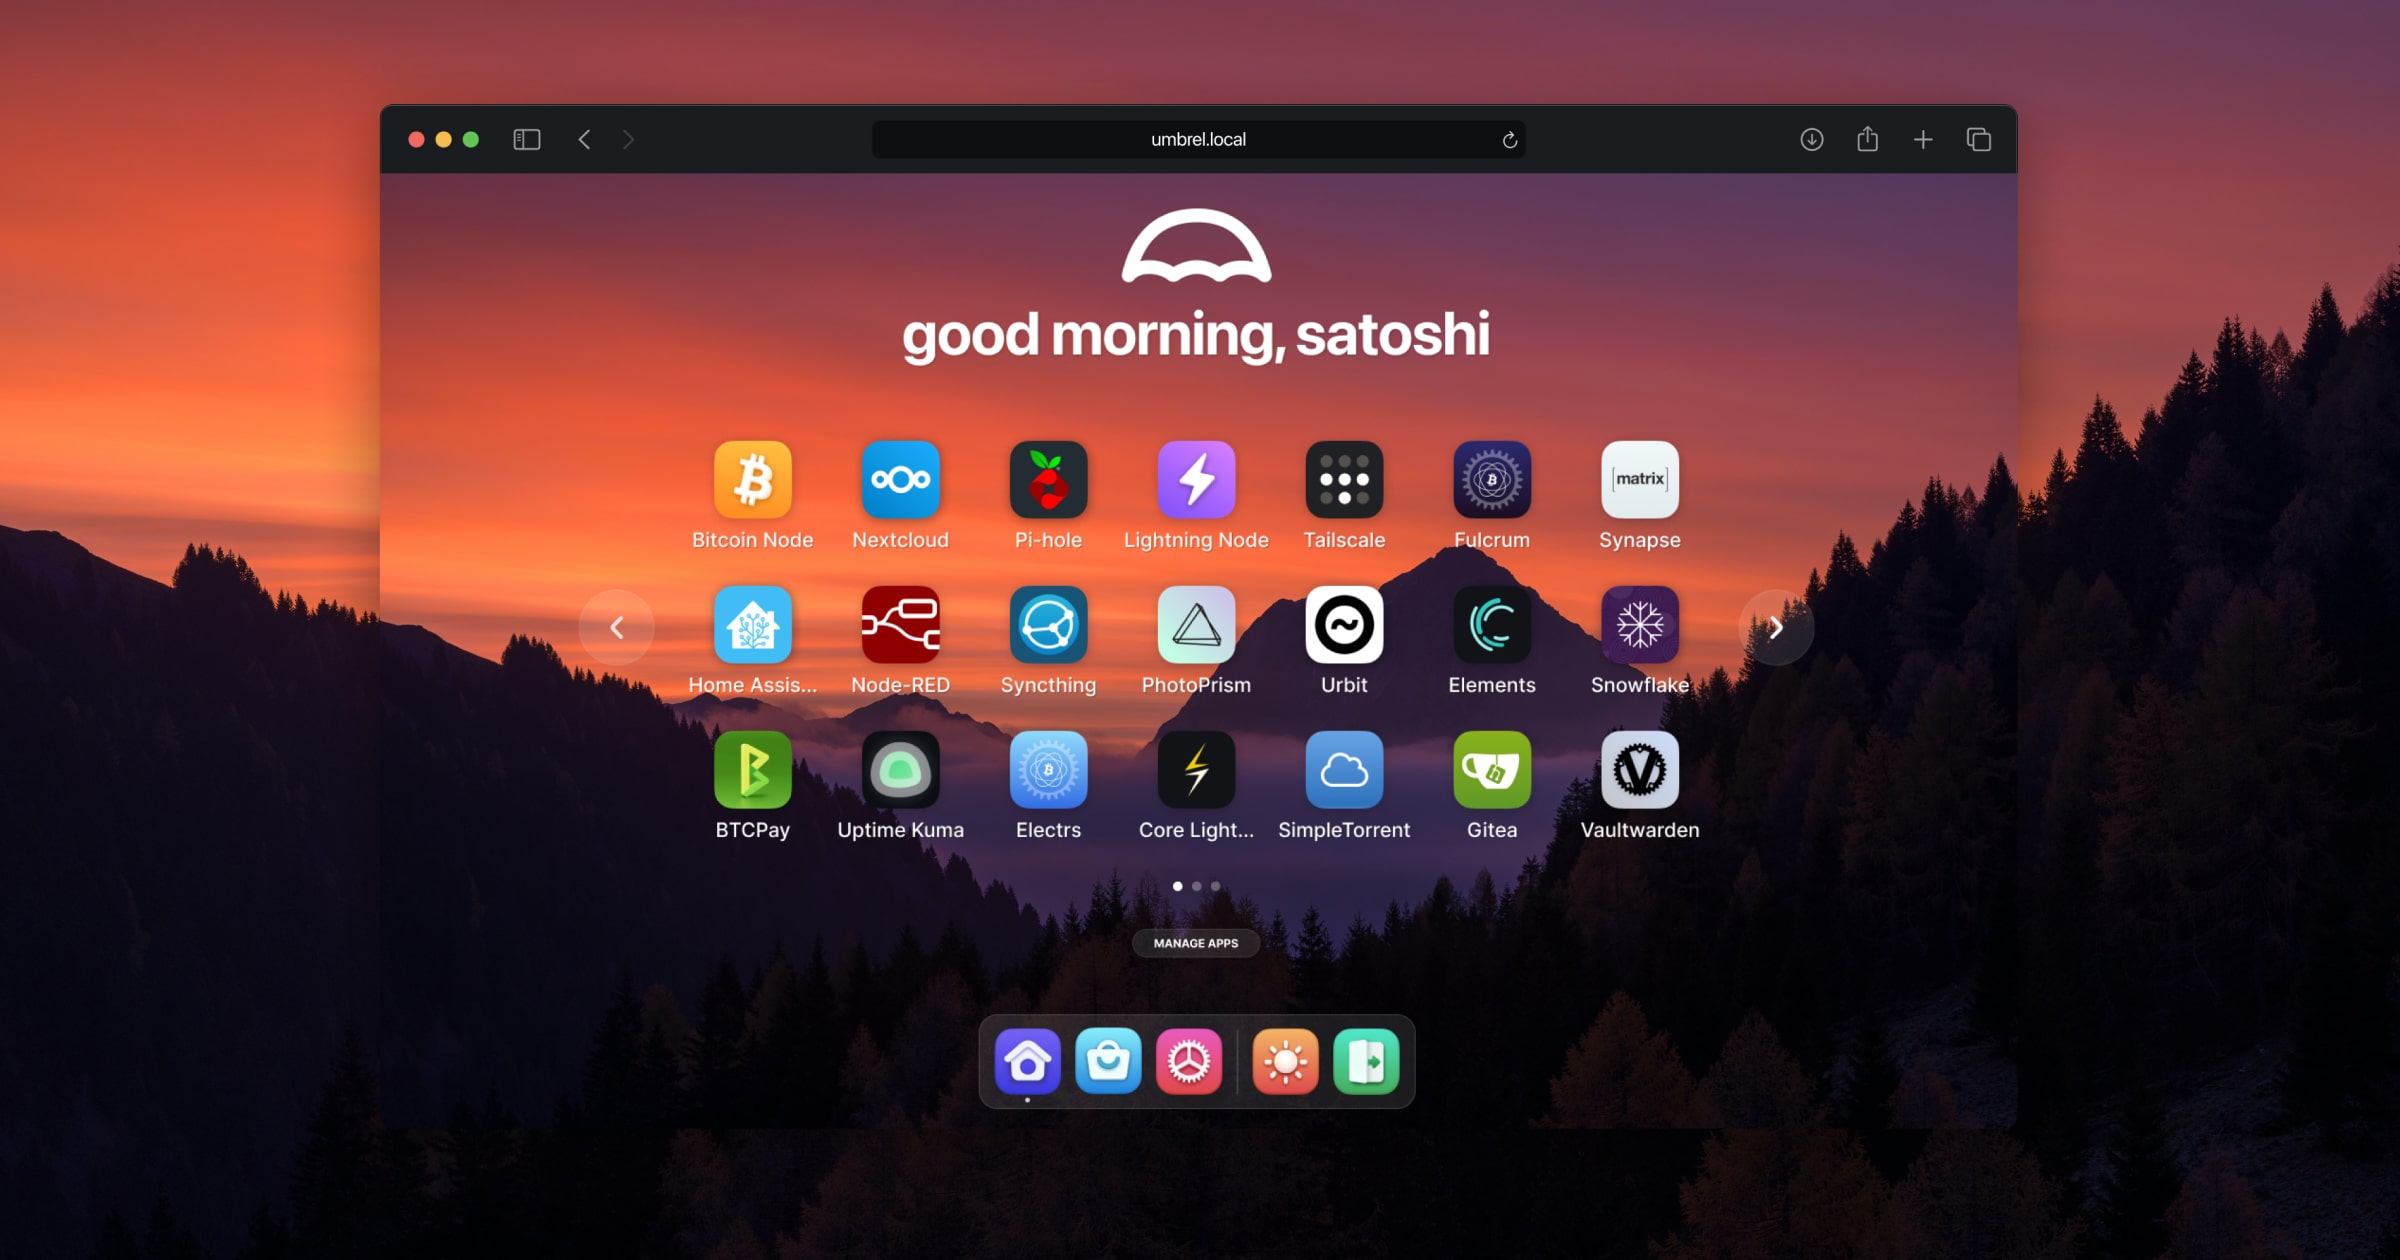 umbrel.local
good morning, satoshi
Bitcoin Node Nextcloud Pi-hole Lightning Node Tailscale Fulcrum Synapse
[matrix]
Home Assis... Node-RED Syncthing PhotoPrism Urbit Elements Snowflake
BTCPay Uptime Kuma Electrs Core Light... SimpleTorrent Gitea Vaultwarden
MANAGE APPS